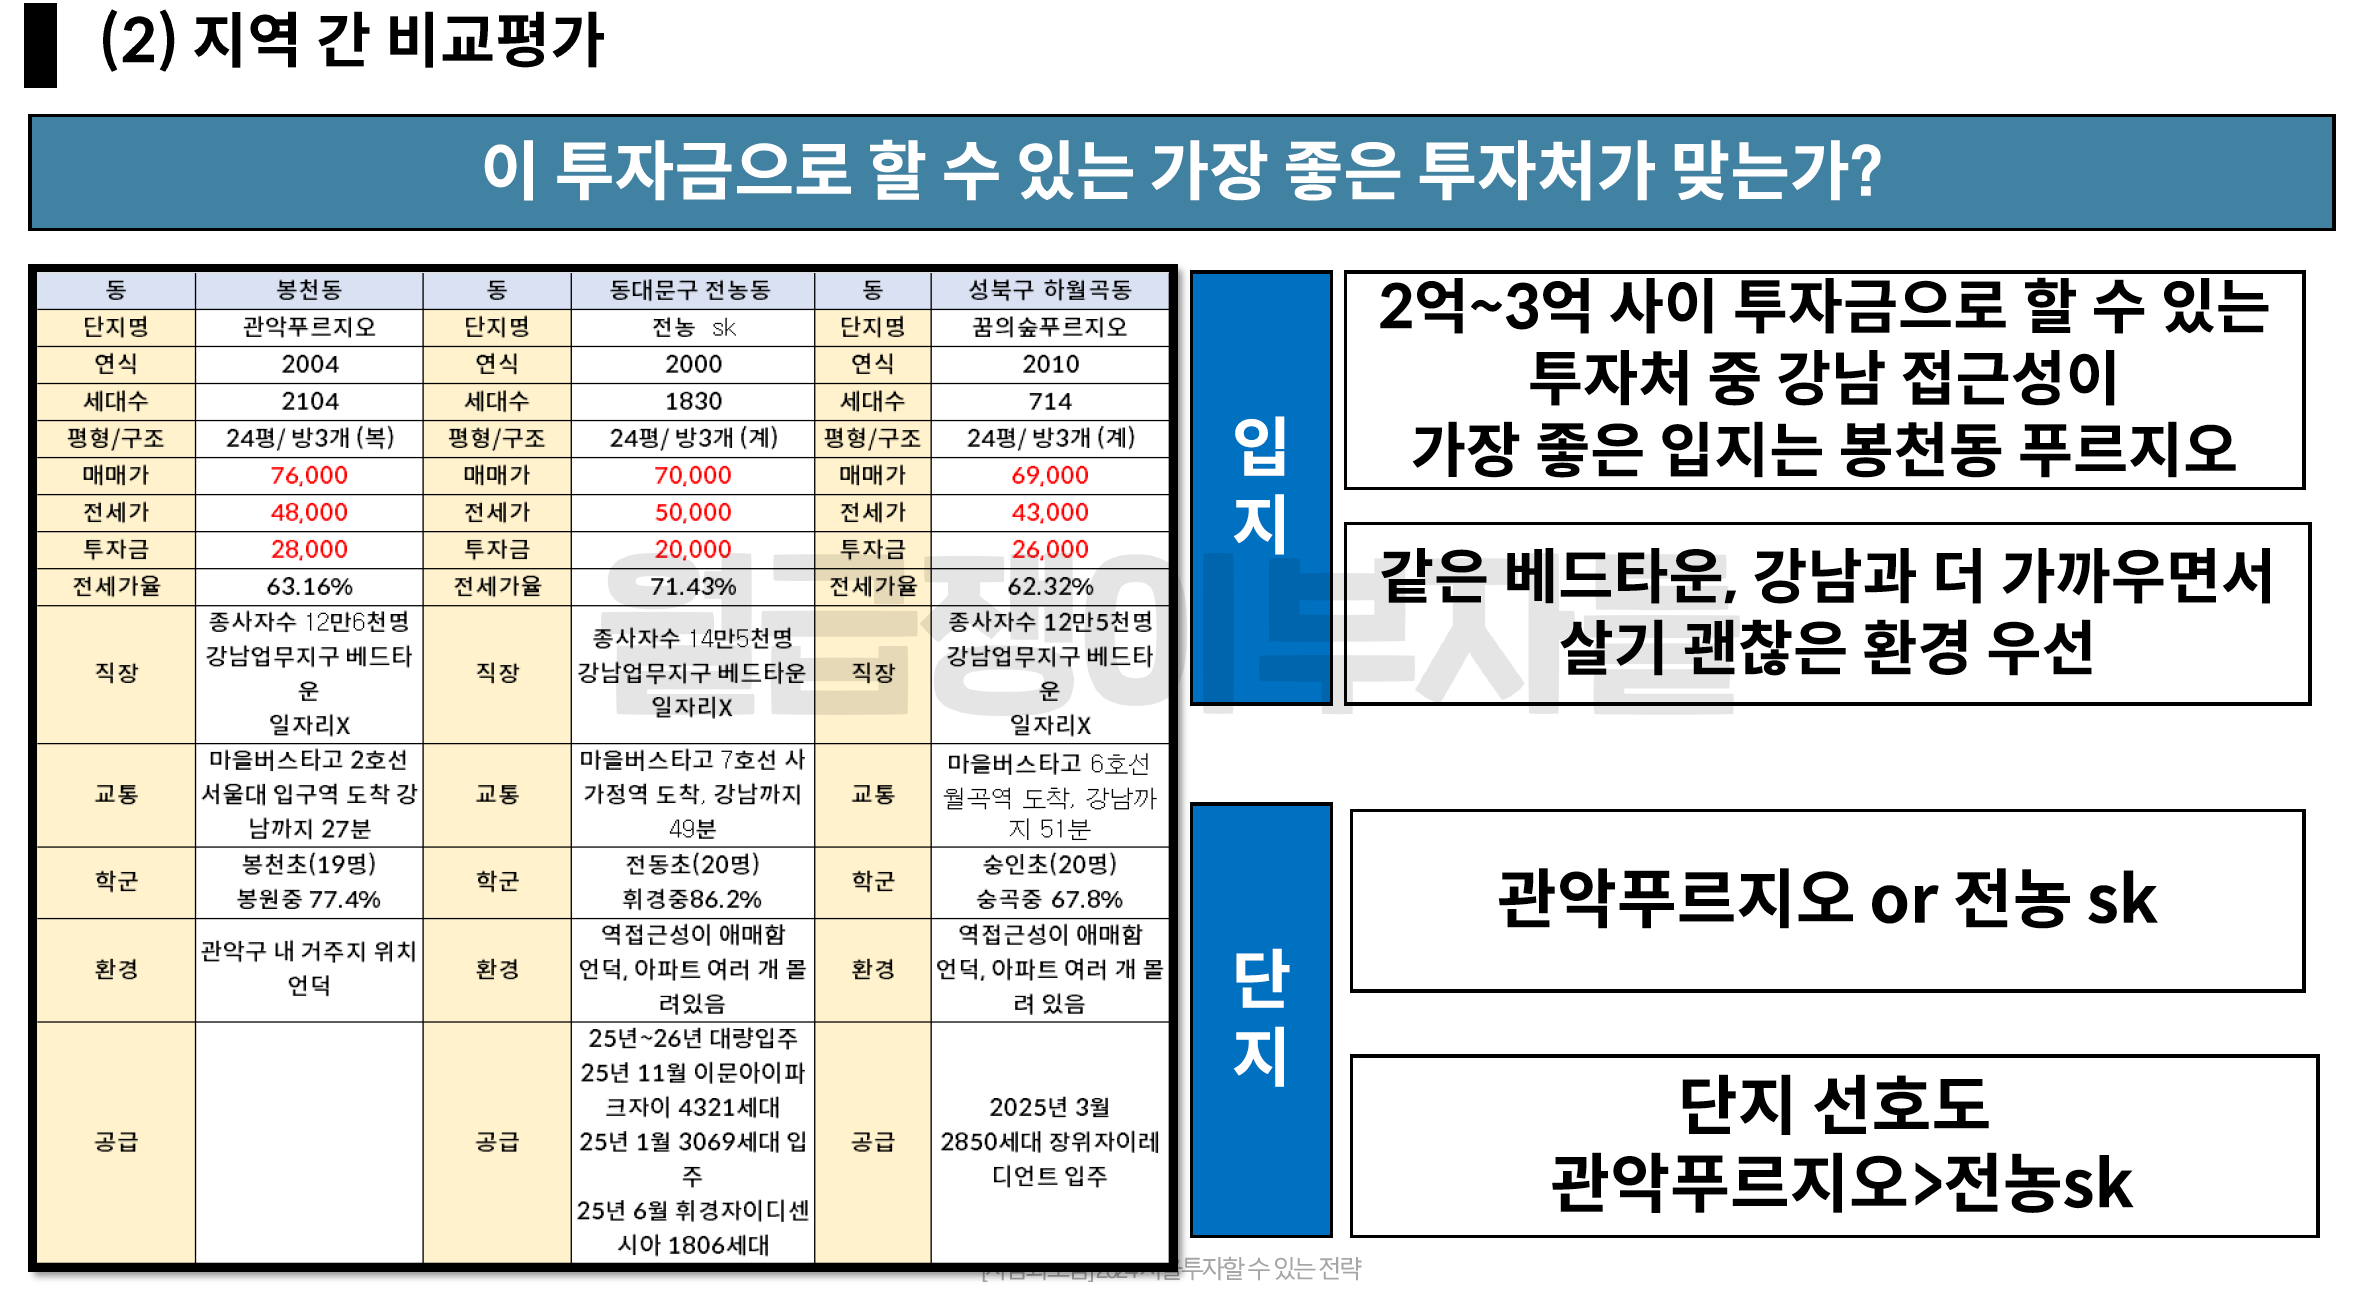 (2) 지역 간 비교평가
이 투자금으로 할 수 있는 가장 좋은 투자처가 맞는가?
동 봉천동 동 동대문구 전농동 동 성북구 하월곡동
단지명 관악푸르지오 단지명 전농 sk 단지명 꿈의숲푸르지오
연식 2004 연식 2000 연식 2010
세대수 2104 세대수 1830 세대수 714
평형/구조 24평/ 방3개 (복) 평형/구조 24평/ 방3개 (계) 평형/구조 24평/ 방3개 (계)
매매가 76,000 매매가 70,000 매매가 69,000
전세가 48,000 전세가 50,000 전세가 43,000
투자금 28,000 투자금 20,000 투자금 26,000
전세가율 63.16% 전세가율 71.43% 전세가율 62.32%
직장
종사자수 12만6천명
강남업무지구 베드타
운
일자리X
직장
종사자수 14만5천명
강남업무지구 베드타운
일자리X
직장
종사자수 12만5천명
강남업무지구 베드타
운
일자리X
교통
마을버스타고 2호선
서울대 입구역 도착 강
남까지 27분
교통
마을버스타고 7호선 사
가정역 도착, 강남까지
49분
교통
마을버스타고 6호선
월곡역 도착, 강남까
지 51분
학군
봉천초(19명)
봉원중 77.4%
학군
전동초(20명)
휘경중86.2%
학군
숭인초(20명)
숭곡중 67.8%
환경
관악구 내 거주지 위치
언덕
환경
역접근성이 애매함
언덕, 아파트 여러 개 몰
려있음
환경
역접근성이 애매함
언덕, 아파트 여러 개 몰
려 있음
공급
공급
25년~26년 대량입주
25년 11월 이문아이파
크자이 4321세대
25년 1월 3069세대 입
주
25년 6월 휘경자이디센
시아 1806세대
공급
2025년 3월
2850세대 장위자이레
디언트 입주
입
지
2억~3억 사이 투자금으로 할 수 있는
투자처 중 강남 접근성이
가장 좋은 입지는 봉천동 푸르지오
같은 베드타운, 강남과 더 가까우면서
살기 괜찮은 환경 우선
단
지
관악푸르지오 or 전농 sk
단지 선호도
관악푸르지오>전농sk
월급쟁이부자들
투자할 수 있는 전략